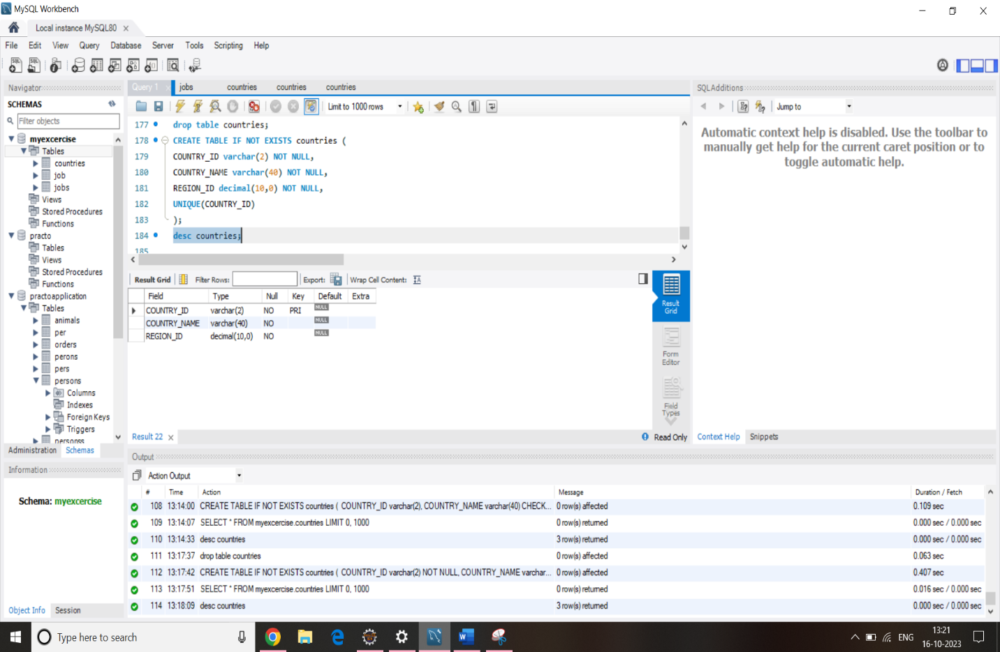 MySQL Workbench
Local instance MySQL80
File Edit View Query Database Server Tools Scripting Help
Navigator
SCHEMAS
Filter objects
myexcercise
Tables
countries
job
jobs
Views
Stored Procedures
Functions
practo
Tables
Views
Stored Procedures
Functions
practoapplication
Tables
animals
per
orders
perons
pers
persons
Columns
Indexes
Foreign Keys
Triggers
personss
Administration Schemas
Information
Schema: myexcercise
Object Info Session
Query 1 jobs countries countries countries
Limit to 1000 rows
177 drop table countries;
178 CREATE TABLE IF NOT EXISTS countries (
179 COUNTRY_ID varchar(2) NOT NULL,
180 COUNTRY_NAME varchar(40) NOT NULL,
181 REGION_ID decimal(10,0) NOT NULL,
182 UNIQUE(COUNTRY_ID)
183 );
184 desc countries;
185
Result Grid Filter Rows: Export: Wrap Cell Content:
Field Type Null Key Default Extra
COUNTRY_ID varchar(2) NO PRI NULL
COUNTRY_NAME varchar(40) NO NULL
REGION_ID decimal(10,0) NO NULL
Result Grid
Form Editor
Field Types
Result 22
Read Only
SQLAdditions
Jump to
Automatic context help is disabled. Use the toolbar to
manually get help for the current caret position or to
toggle automatic help.
Context Help Snippets
Output
Action Output
# Time Action Message Duration / Fetch
108 13:14:00 CREATE TABLE IF NOT EXISTS countries ( COUNTRY_ID varchar(2), COUNTRY_NAME varchar(40) CHECK... 0 row(s) affected 0.109 sec
109 13:14:07 SELECT * FROM myexcercise.countries LIMIT 0, 1000 0 row(s) returned 0.000 sec / 0.000 sec
110 13:14:33 desc countries 3 row(s) returned 0.000 sec / 0.000 sec
111 13:17:37 drop table countries 0 row(s) affected 0.063 sec
112 13:17:42 CREATE TABLE IF NOT EXISTS countries ( COUNTRY_ID varchar(2) NOT NULL, COUNTRY_NAME varchar... 0 row(s) affected 0.407 sec
113 13:17:51 SELECT * FROM myexcercise.countries LIMIT 0, 1000 0 row(s) returned 0.016 sec / 0.000 sec
114 13:18:09 desc countries 3 row(s) returned 0.000 sec / 0.000 sec
Type here to search
ENG
13:21
16-10-2023